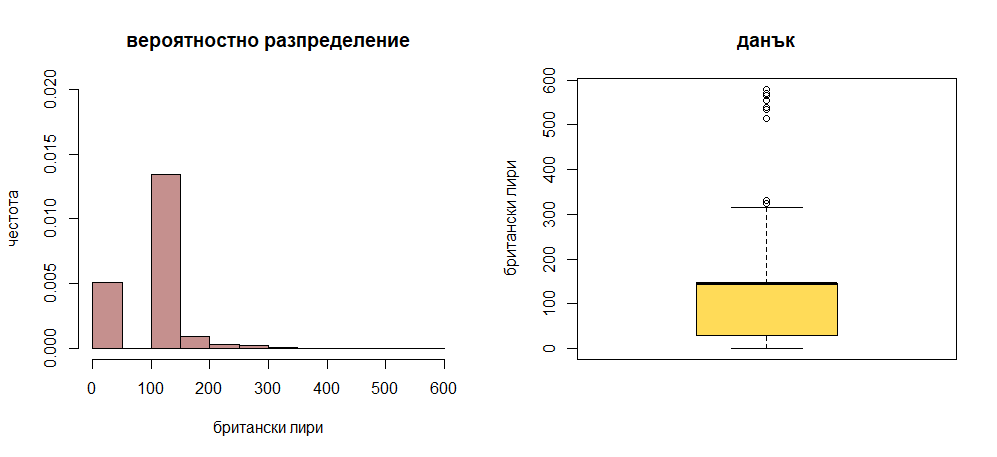 вероятностно разпределение
честота
0.000 0.005 0.010 0.015 0.020
0 100 200 300 400 500 600
британски лири
данък
британски лири
0 100 200 300 400 500 600